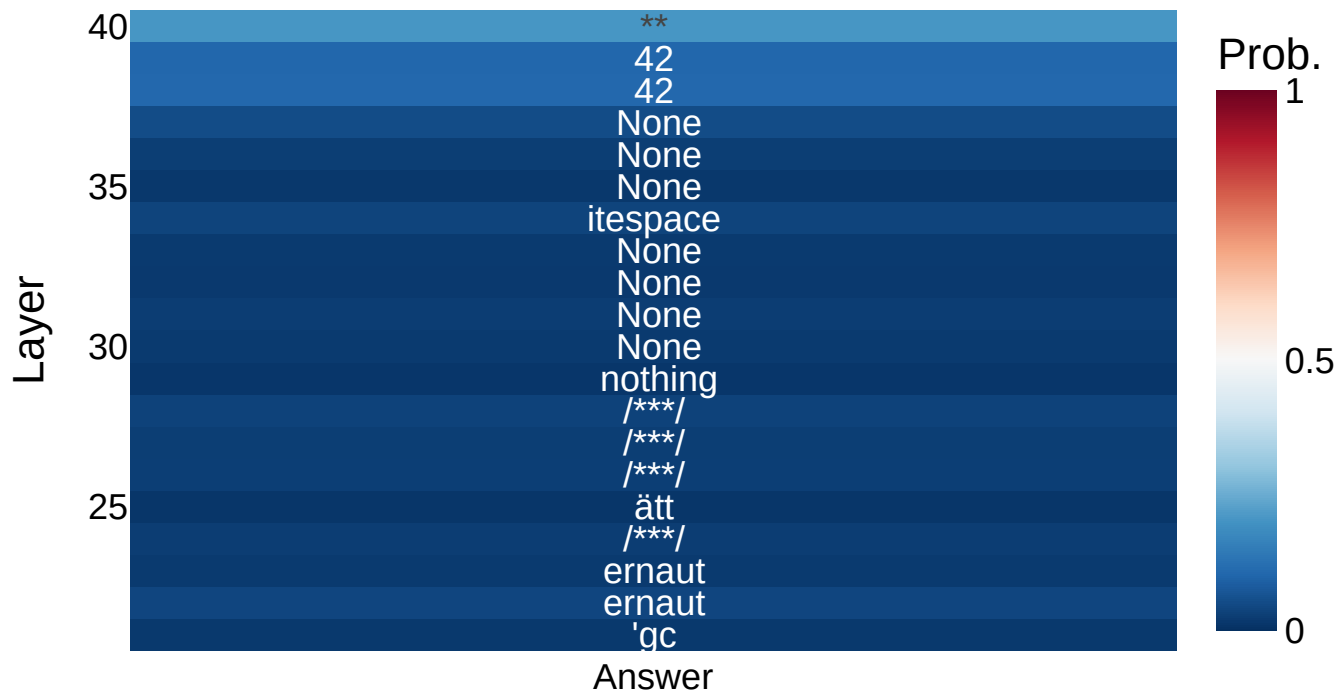 40
**
42
42
None
None
35
None
itespace
None
None
None
30
None
nothing
/***/
/***/
/***/
25
ätt
/***/
ernaut
ernaut
'gc
Layer
Answer
Prob.
1
0.5
0